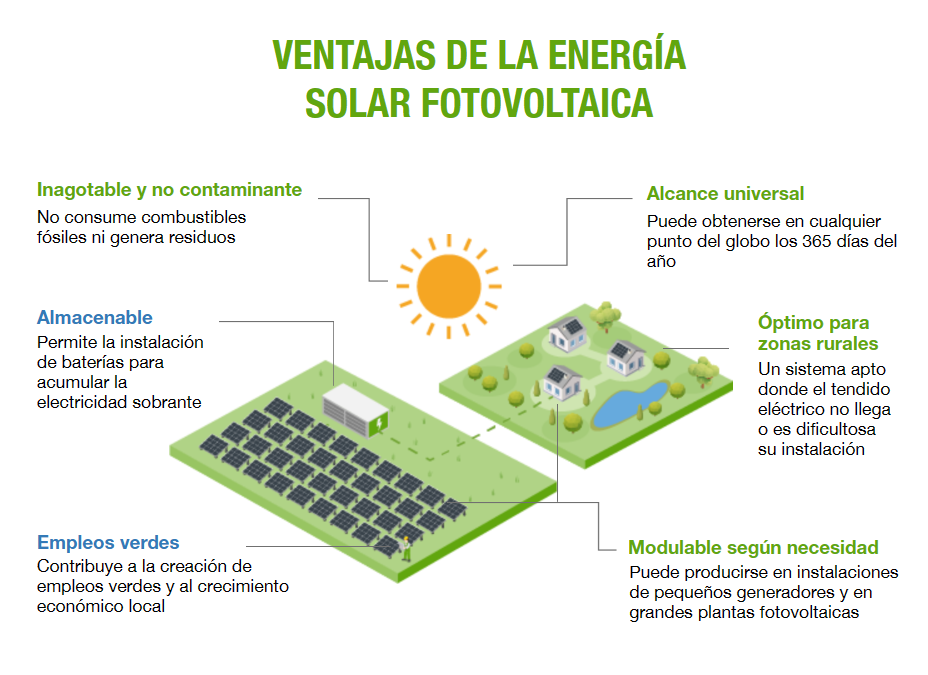 VENTAJAS DE LA ENERGÍA
SOLAR FOTOVOLTAICA
Inagotable y no contaminante
No consume combustibles
fósiles ni genera residuos
Alcance universal
Puede obtenerse en cualquier
punto del globo los 365 días del
año
Almacenable
Permite la instalación
de baterías para
acumular la
electricidad sobrante
Óptimo para
zonas rurales
Un sistema apto
donde el tendido
eléctrico no llega
o es dificultosa
su instalación
Empleos verdes
Contribuye a la creación de
empleos verdes y al crecimiento
económico local
Modulable según necesidad
Puede producirse en instalaciones
de pequeños generadores y en
grandes plantas fotovoltaicas